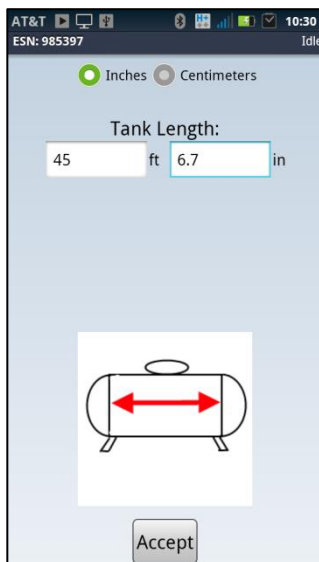 AT&T 10:30
ESN: 985397 Idle
Inches Centimeters
Tank Length:
45 ft 6.7 in
Accept